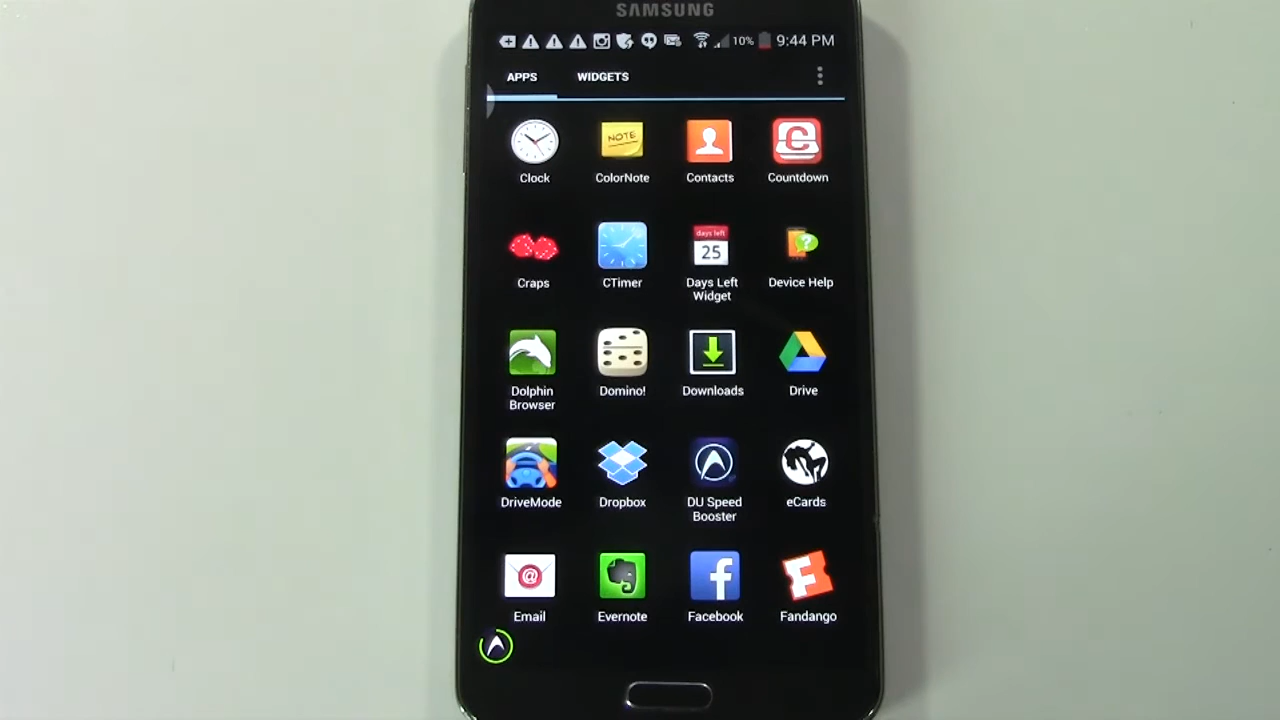 SAMSUNG
10% 9:44 PM
APPS WIDGETS
NOTE
Clock ColorNote Contacts Countdown
days left
25
Craps CTimer Days Left Device Help
Widget
Dolphin Domino! Downloads Drive
Browser
DriveMode Dropbox DU Speed eCards
Booster
Email Evernote Facebook Fandango